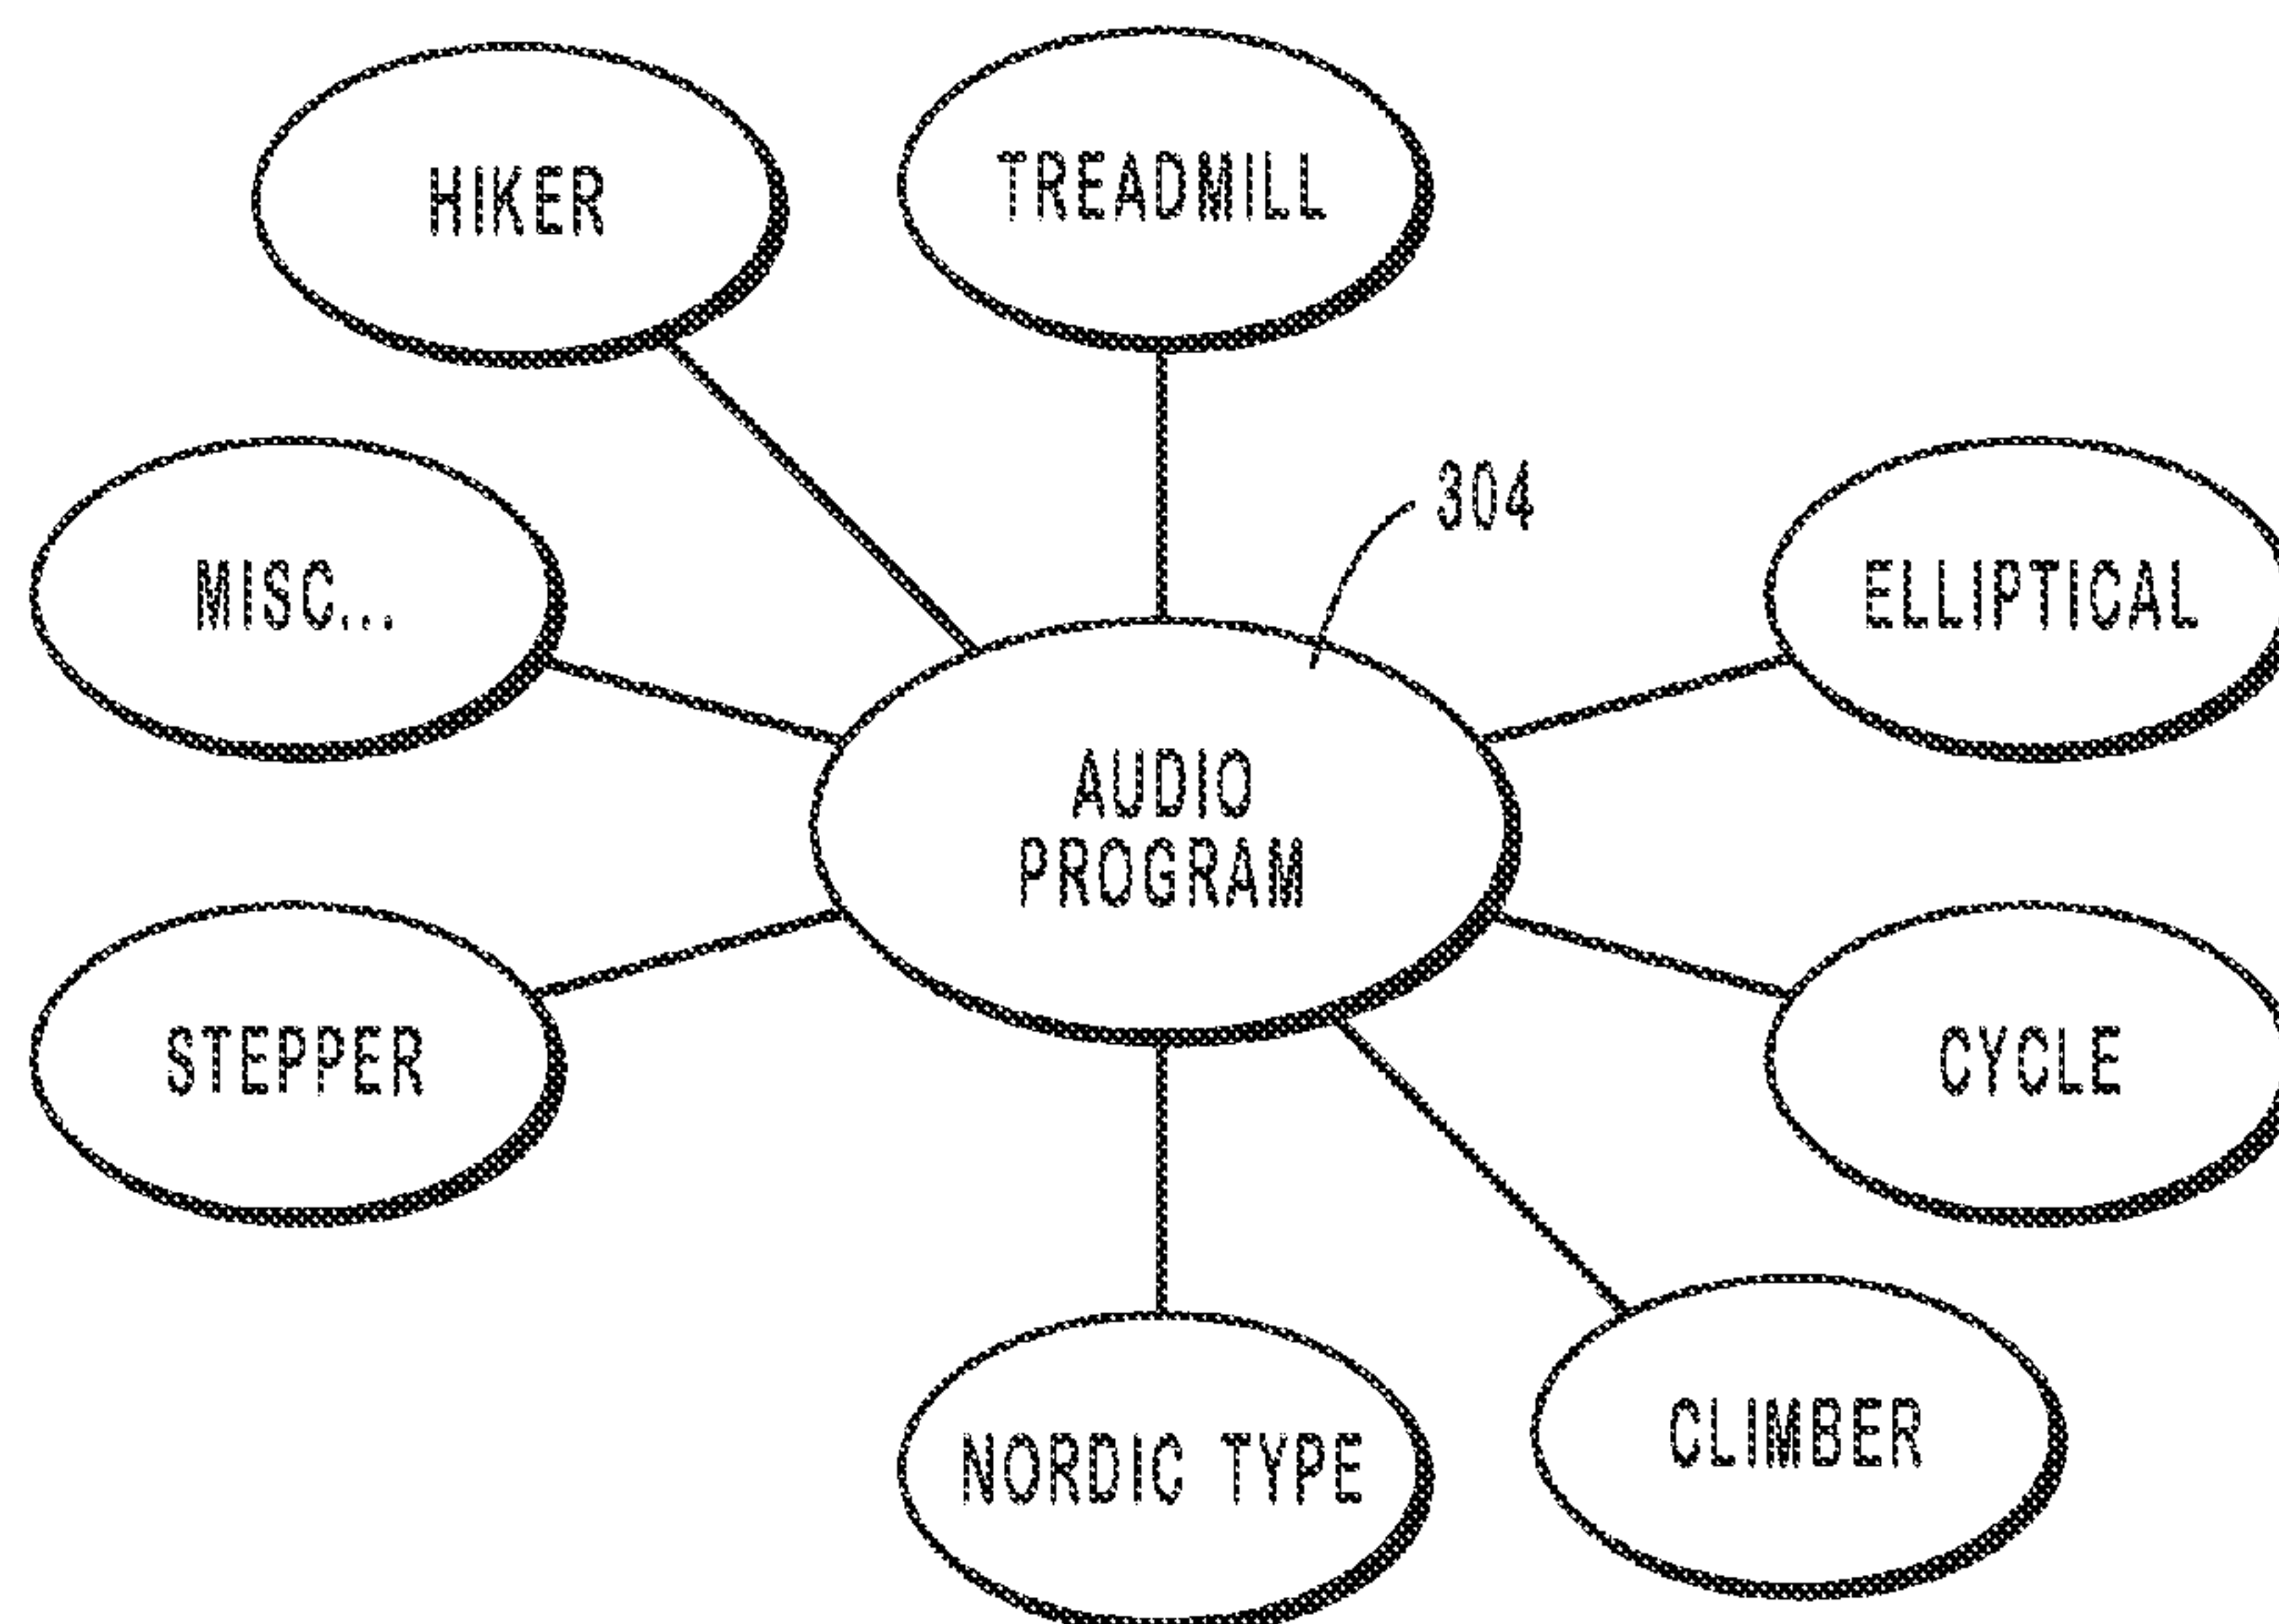 HIKER
TREADMILL
304
MISC...
ELLIPTICAL
AUDIO
PROGRAM
STEPPER
CYCLE
CLIMBER
NORDIC TYPE